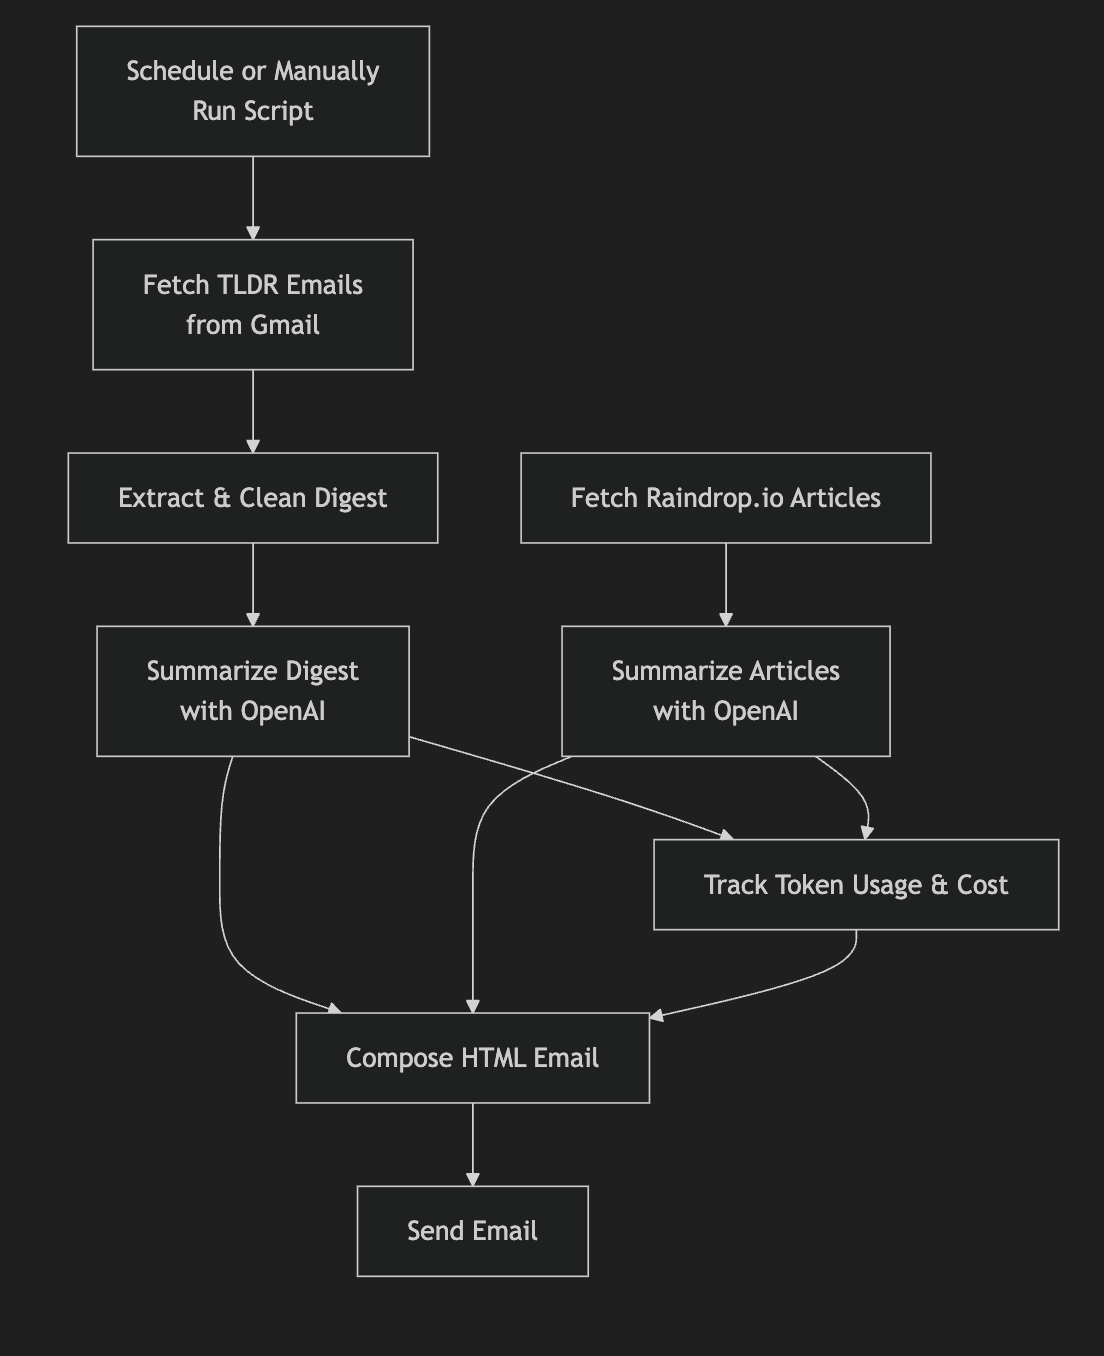 Schedule or Manually
Run Script
Fetch TLDR Emails
from Gmail
Extract & Clean Digest
Fetch Raindrop.io Articles
Summarize Digest
with OpenAI
Summarize Articles
with OpenAI
Track Token Usage & Cost
Compose HTML Email
Send Email